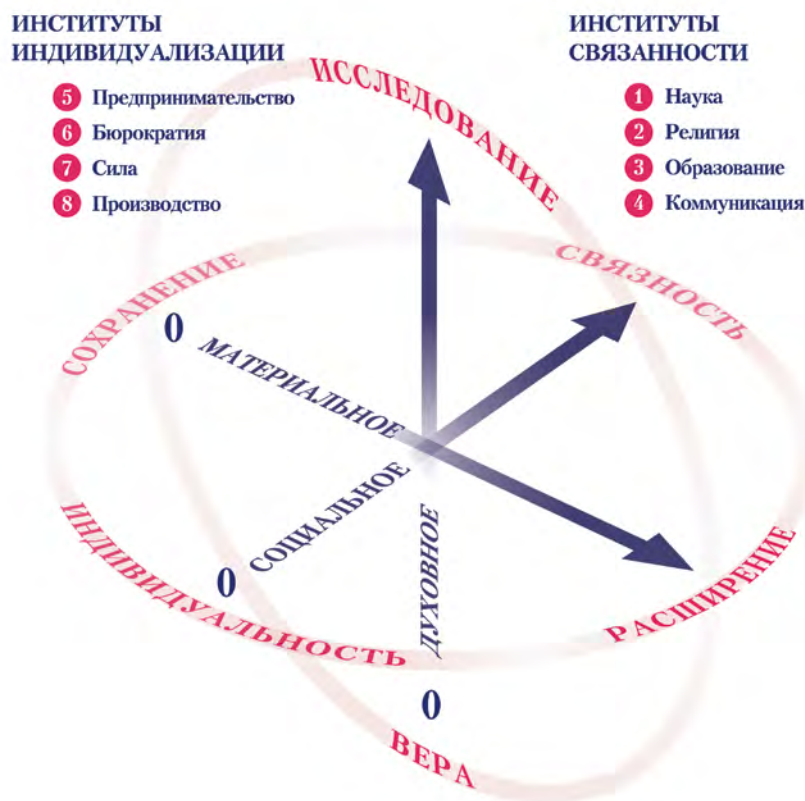 ИНСТИТУТЫ
ИНДИВИДУАЛИЗАЦИИ
5 Предпринимательство
6 Бюрократия
7 Сила
8 Производство
ИНСТИТУТЫ
СВЯЗАННОСТИ
1 Наука
2 Религия
3 Образование
4 Коммуникация
ИССЛЕДОВАНИЕ
СОХРАНЕНИЕ
СВЯЗНОСТЬ
0 МАТЕРИАЛЬНОЕ
0 СОЦИАЛЬНОЕ
ДУХОВНОЕ
0
ИНДИВИДУАЛЬНОСТЬ
РАСШИРЕНИЕ
ВЕРА